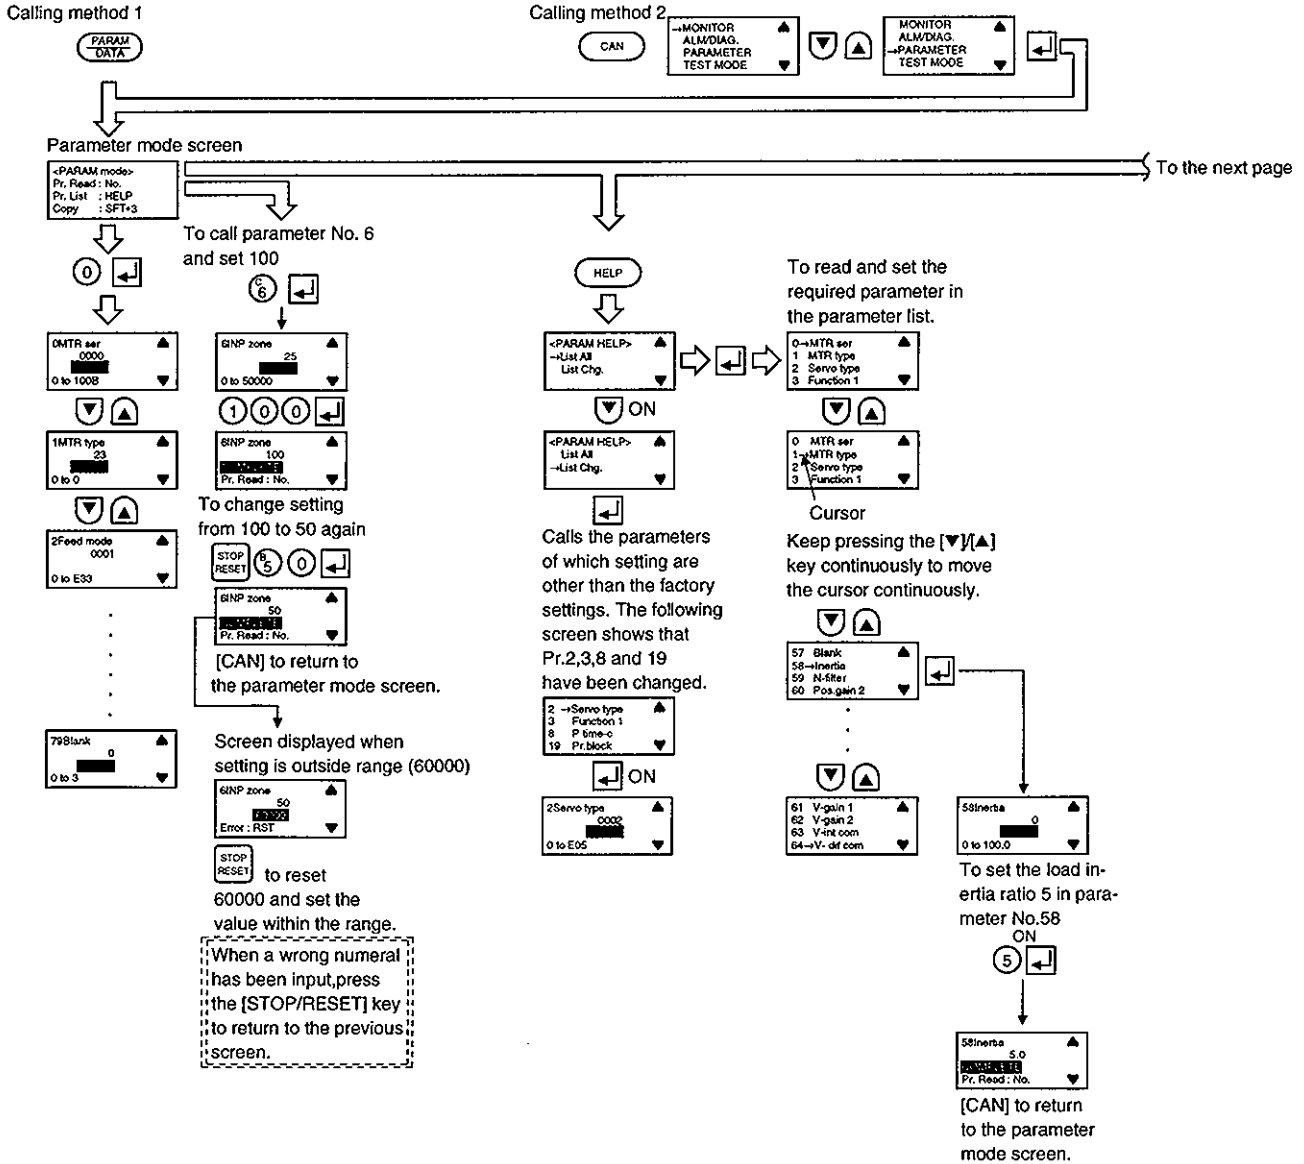 Calling method 1
PARAM
DATA
Calling method 2
CAN
→MONITOR
ALM/DIAG.
PARAMETER
TEST MODE
MONITOR
ALM/DIAG.
→PARAMETER
TEST MODE
Parameter mode screen
<PARAM mode>
Pr. Read : No.
Pr. List : HELP
Copy : SFT+3
To the next page
0
To call parameter No. 6
and set 100
C
6
0MTR ser
0000
0 to 100B
1MTR type
23
0 to 0
2Feed mode
0001
0 to E33
79Blank
0
0 to 3
6INP zone
25
0 to 50000
1 0 0
6INP zone
100
Pr. Read : No.
To change setting
from 100 to 50 again
STOP
RESET
B
5
0
6INP zone
50
Pr. Read : No.
[CAN] to return to
the parameter mode screen.
Screen displayed when
setting is outside range (60000)
6INP zone
50
Error : RST
STOP
RESET
to reset
60000 and set the
value within the range.
When a wrong numeral
has been input,press
the [STOP/RESET] key
to return to the previous
screen.
HELP
<PARAM HELP>
→List All
List Chg.
▼ ON
<PARAM HELP>
List All
→List Chg.
Calls the parameters
of which setting are
other than the factory
settings. The following
screen shows that
Pr.2,3,8 and 19
have been changed.
2 →Servo type
3 Function 1
8 P time-c
19 Pr.block
ON
2Servo type
0002
0 to E05
To read and set the
required parameter in
the parameter list.
0→MTR ser
1 MTR type
2 Servo type
3 Function 1
0 MTR ser
1→MTR type
2 Servo type
3 Function 1
Cursor
Keep pressing the [▼]/[▲]
key continuously to move
the cursor continuously.
57 Blank
58→Inertia
59 N-filter
60 Pos.gain 2
61 V-gain 1
62 V-gain 2
63 V-int com
64→V- dif com
58Inertia
0
0 to 100.0
To set the load in-
ertia ratio 5 in para-
meter No.58
ON
5
58Inertia
5.0
Pr. Read : No.
[CAN] to return
to the parameter
mode screen.